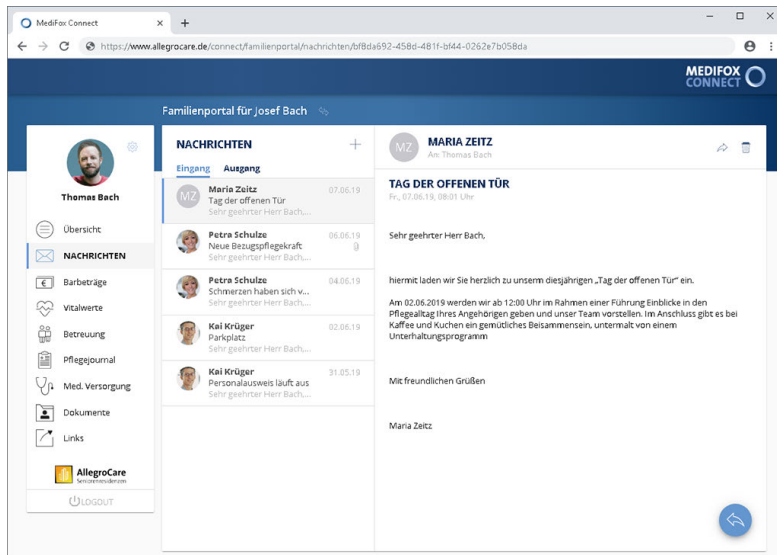 MediFox Connect
https://www.allegrocare.de/connect/familienportal/nachrichten/bf8da692-458d-481f-bf44-0262e7b058da
MEDIFOX
CONNECT
Familienportal für Josef Bach
Thomas Bach
Übersicht
NACHRICHTEN
Barbeträge
Vitalwerte
Betreuung
Pflegejournal
Med. Versorgung
Dokumente
Links
AllegroCare
Seniorenresidenzen
LOGOUT
NACHRICHTEN
Eingang Ausgang
MZ
Maria Zeitz 07.06.19
Tag der offenen Tür
Sehr geehrter Herr Bach,...
Petra Schulze 06.06.19
Neue Bezugspflegekraft
Sehr geehrter Herr Bach,...
Petra Schulze 04.06.19
Schmerzen haben sich v...
Sehr geehrter Herr Bach,...
Kai Krüger 02.06.19
Parkplatz
Sehr geehrter Herr Bach,...
Kai Krüger 31.05.19
Personalausweis läuft aus
Sehr geehrter Herr Bach,...
MZ
MARIA ZEITZ
An: Thomas Bach
TAG DER OFFENEN TÜR
Fr., 07.06.19, 08:01 Uhr
Sehr geehrter Herr Bach,
hiermit laden wir Sie herzlich zu unserm diesjährigen „Tag der offenen Tür“ ein.
Am 02.06.2019 werden wir ab 12:00 Uhr im Rahmen einer Führung Einblicke in den
Pflegealltag Ihres Angehörigen geben und unser Team vorstellen. Im Anschluss gibt es bei
Kaffee und Kuchen ein gemütliches Beisammensein, untermalt von einem
Unterhaltungsprogramm
Mit freundlichen Grüßen
Maria Zeitz